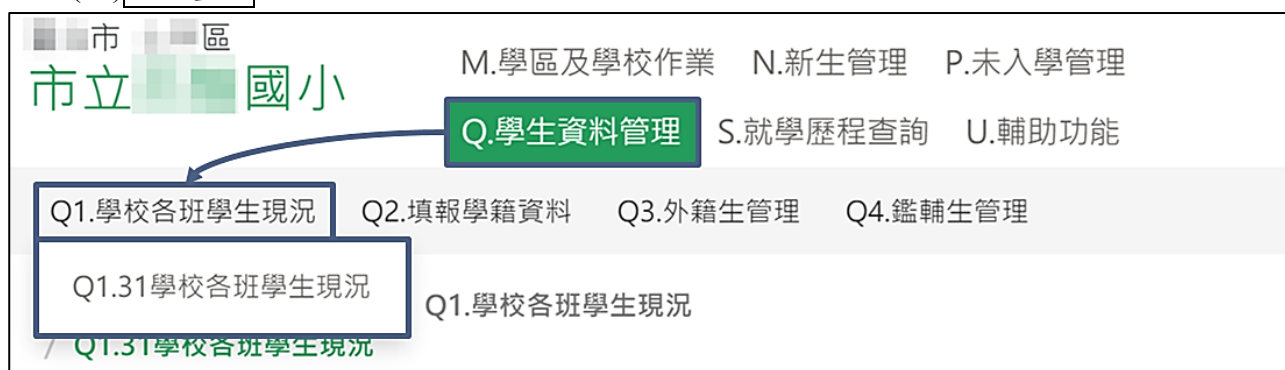 市 區
市立 國小
M.學區及學校作業 N.新生管理 P.未入學管理
Q.學生資料管理 S.就學歷程查詢 U.輔助功能
Q1.學校各班學生現況 Q2.填報學籍資料 Q3.外籍生管理 Q4.鑑輔生管理
Q1.31學校各班學生現況
Q1.學校各班學生現況
/ Q1.31學校各班學生現況